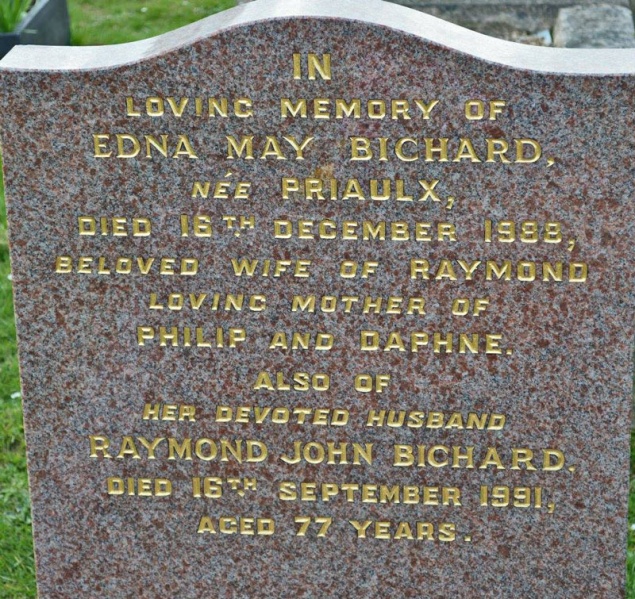 IN
LOVING MEMORY OF
EDNA MAY BICHARD,
NÉE PRIAULX,
DIED 16TH DECEMBER 1988,
BELOVED WIFE OF RAYMOND
LOVING MOTHER OF
PHILIP AND DAPHNE.
ALSO OF
HER DEVOTED HUSBAND
RAYMOND JOHN BICHARD.
DIED 16TH SEPTEMBER 1991,
AGED 77 YEARS.